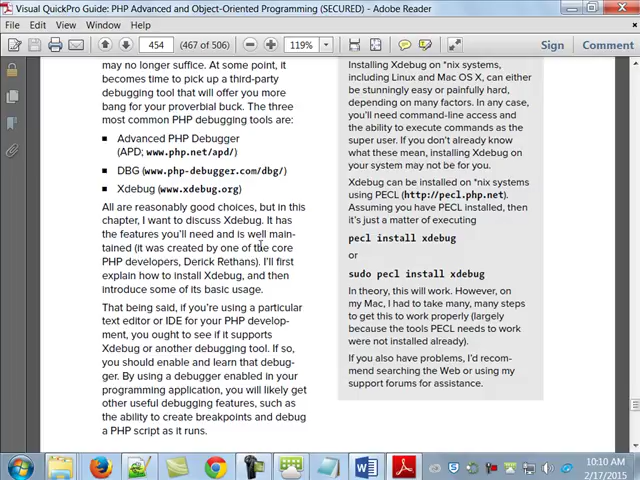 Visual QuickPro Guide: PHP Advanced and Object-Oriented Programming (SECURED) - Adobe Reader
File Edit View Window Help
454 (467 of 506) 119% Sign Comment
may no longer suffice. At some point, it
becomes time to pick up a third-party
debugging tool that will offer you more
bang for your proverbial buck. The three
most common PHP debugging tools are:
■ Advanced PHP Debugger
(APD; www.php.net/apd/)
■ DBG (www.php-debugger.com/dbg/)
■ Xdebug (www.xdebug.org)
All are reasonably good choices, but in this
chapter, I want to discuss Xdebug. It has
the features you'll need and is well main-
tained (it was created by one of the core
PHP developers, Derick Rethans). I'll first
explain how to install Xdebug, and then
introduce some of its basic usage.
That being said, if you're using a particular
text editor or IDE for your PHP develop-
ment, you ought to see if it supports
Xdebug or another debugging tool. If so,
you should enable and learn that debug-
ger. By using a debugger enabled in your
programming application, you will likely get
other useful debugging features, such as
the ability to create breakpoints and debug
a PHP script as it runs.
Installing Xdebug on *nix systems,
including Linux and Mac OS X, can either
be stunningly easy or painfully hard,
depending on many factors. In any case,
you'll need command-line access and
the ability to execute commands as the
super user. If you don't already know
what these mean, installing Xdebug on
your system may not be for you.
Xdebug can be installed on *nix systems
using PECL (http://pecl.php.net).
Assuming you have PECL installed, then
it's just a matter of executing
pecl install xdebug
or
sudo pecl install xdebug
In theory, this will work. However, on
my Mac, I had to take many, many steps
to get this to work properly (largely
because the tools PECL needs to work
were not installed already).
If you also have problems, I'd recom-
mend searching the Web or using my
support forums for assistance.
10:10 AM
2/17/2015